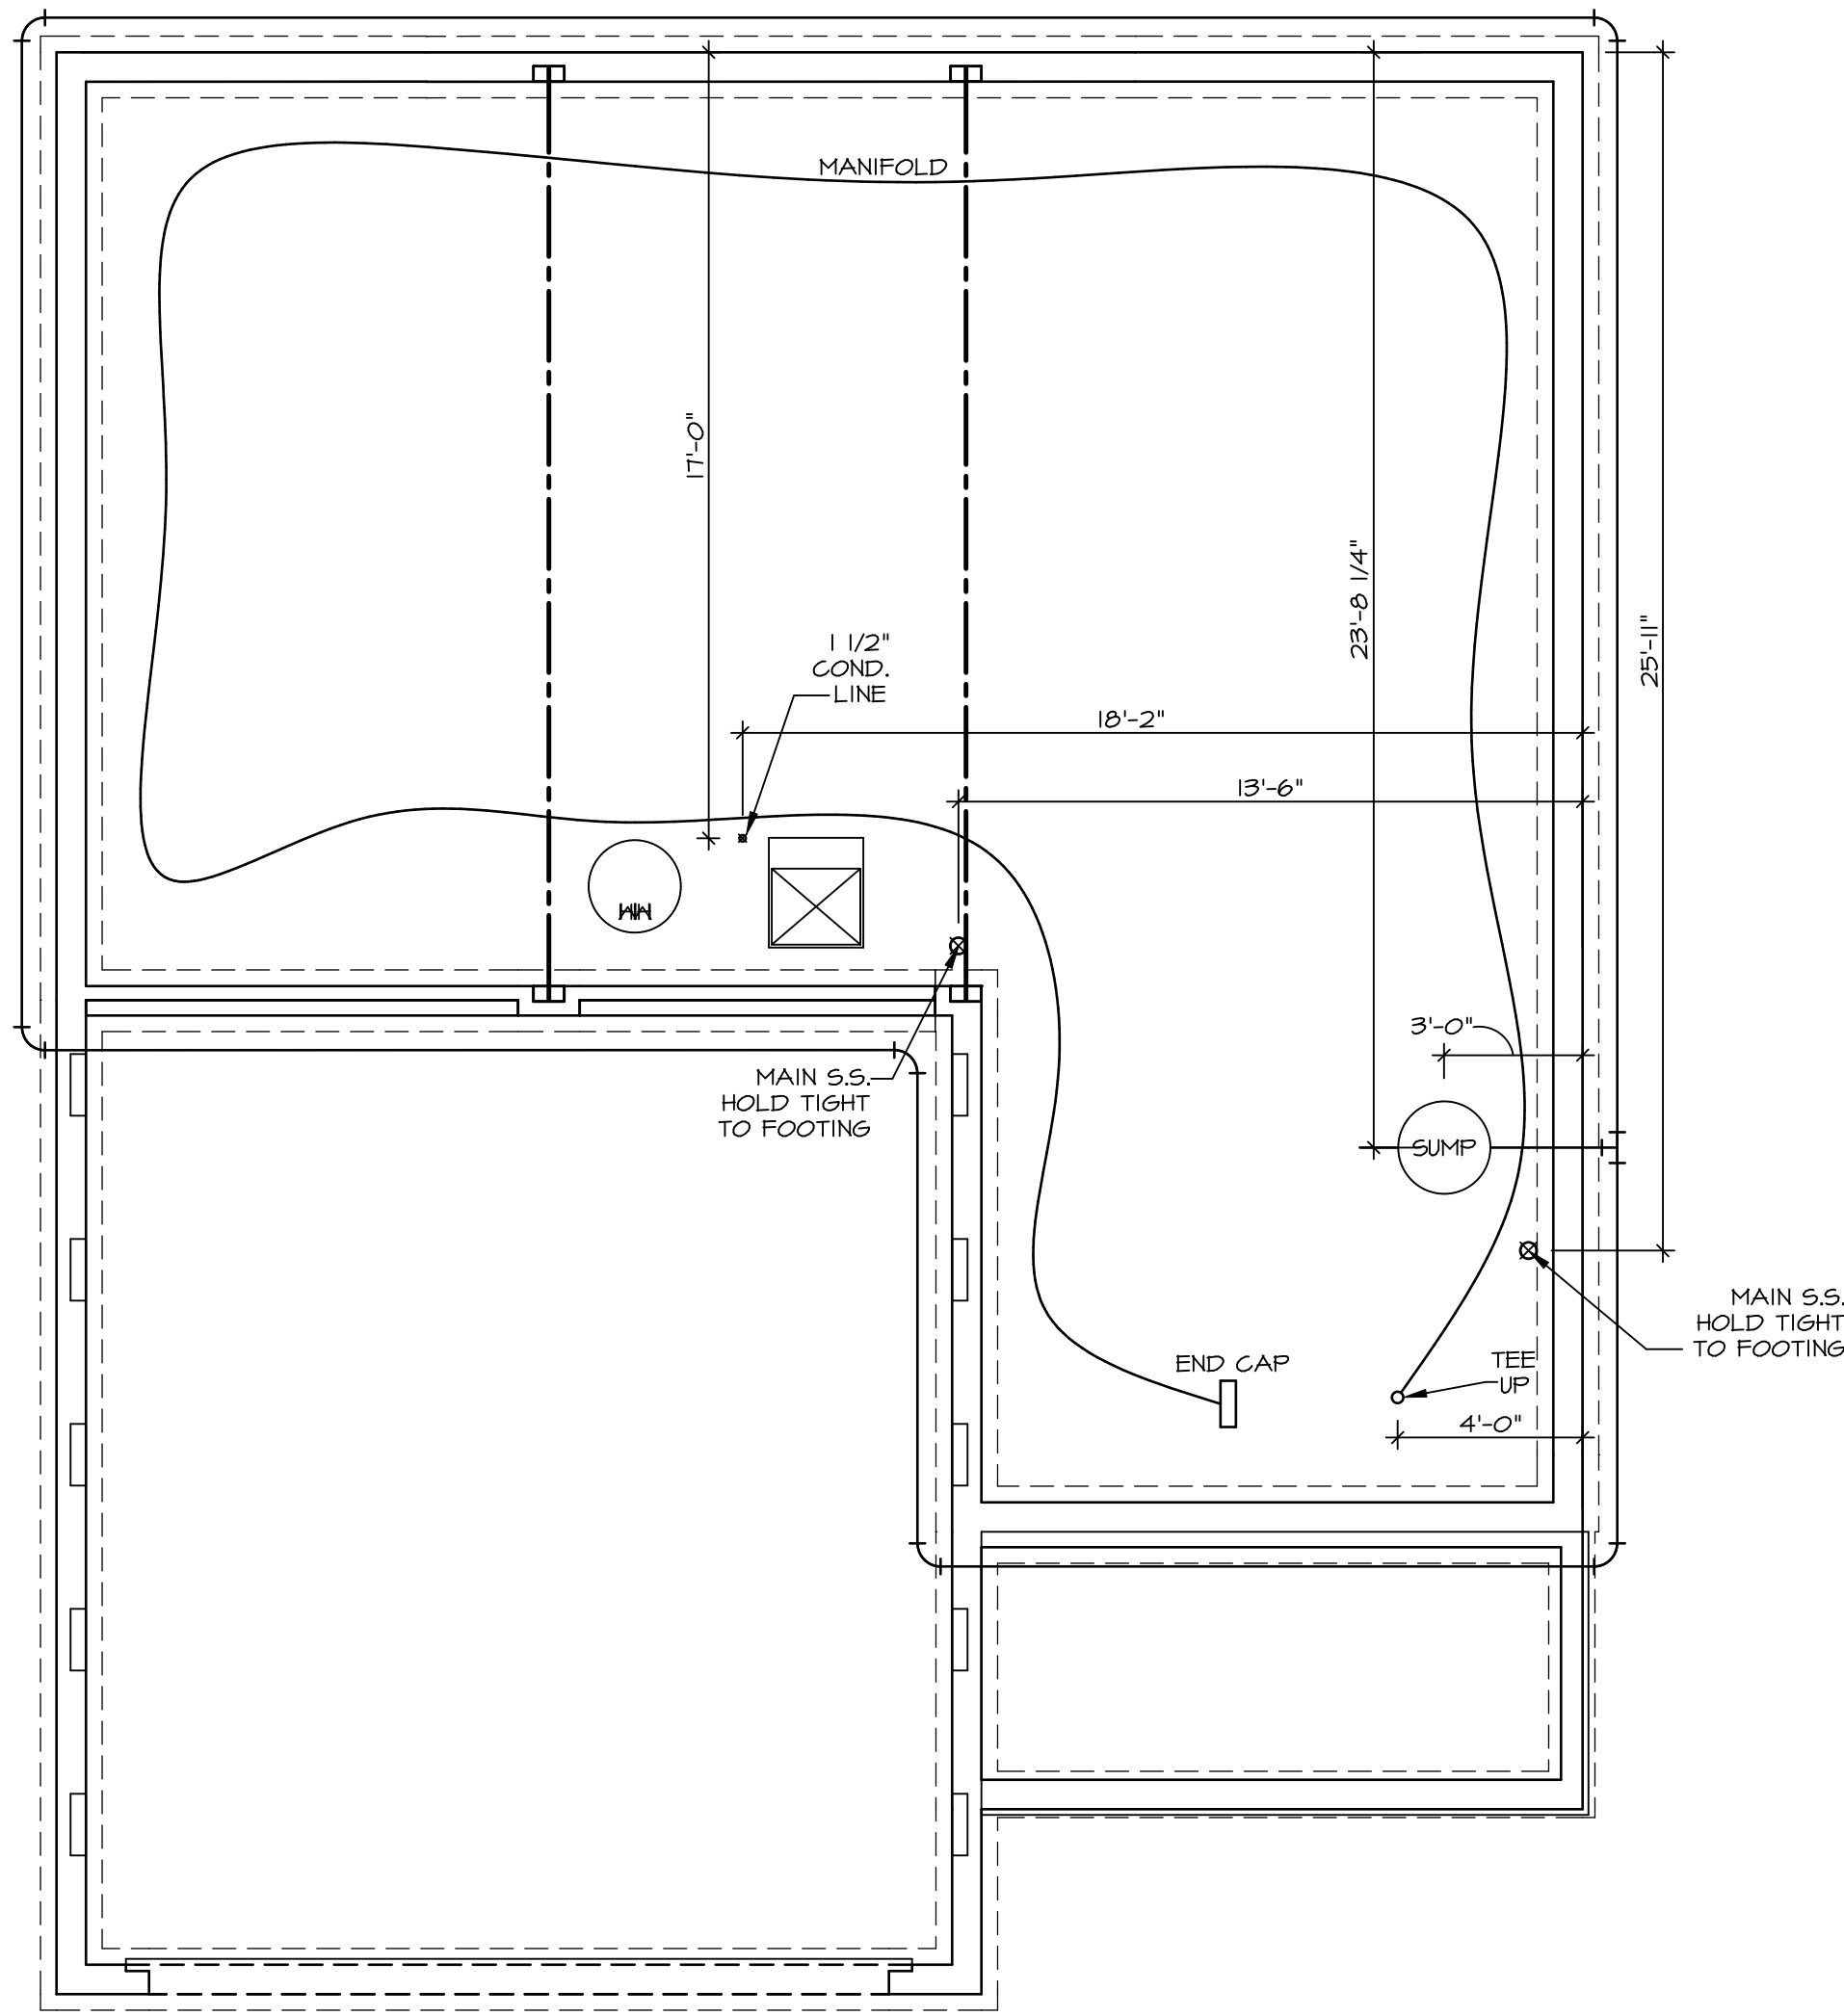 MANIFOLD
17'-0"
23'-8 1/4"
25'-11"
1 1/2"
COND.
LINE
18'-2"
13'-6"
3'-0"
MAIN S.S.
HOLD TIGHT
TO FOOTING
SUMP
MAIN S.S.
HOLD TIGHT
TO FOOTING
END CAP
TEE
UP
4'-0"